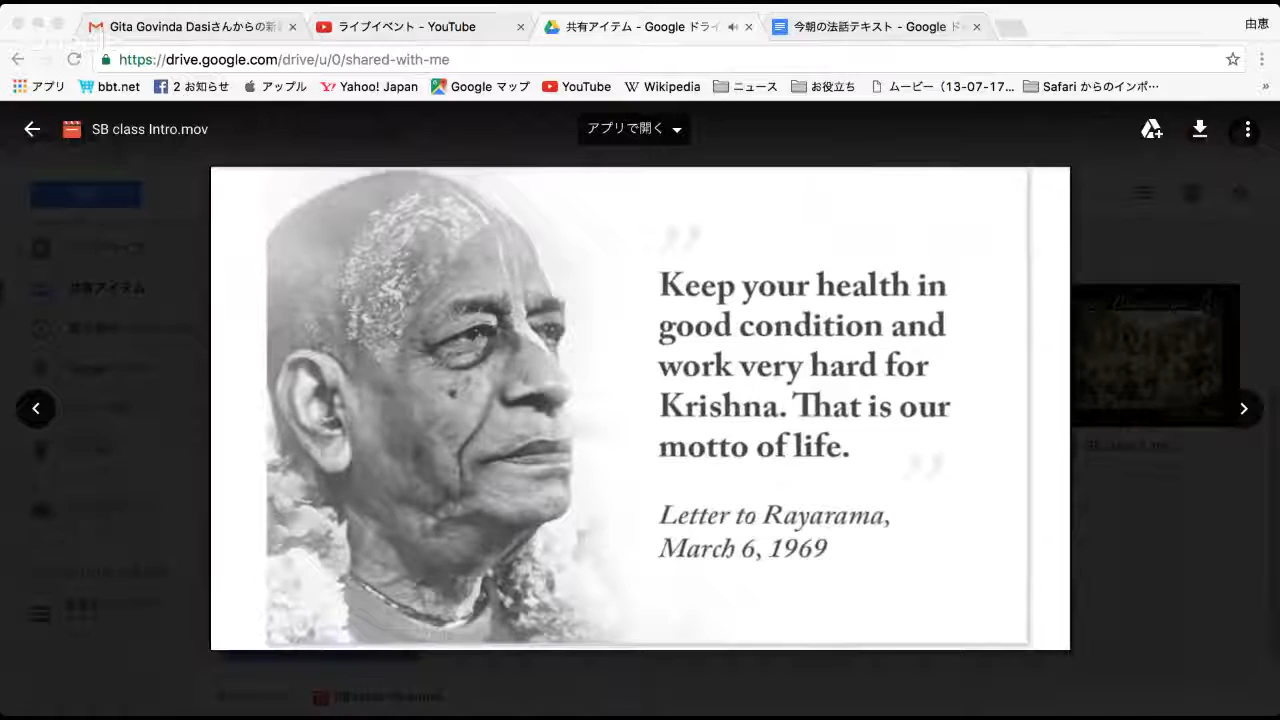 Gita Govinda Dasiさんからの新
ライブイベント - YouTube
共有アイテム - Google ドライ
今朝の法話テキスト - Google ド
由恵
https://drive.google.com/drive/u/0/shared-with-me
アプリ
bbt.net
2 お知らせ
アップル
Yahoo! Japan
Google マップ
YouTube
Wikipedia
ニュース
お役立ち
ムービー（13-07-17...
Safari からのインポ…
»
SB class Intro.mov
アプリで開く
共有アイテム
”
Keep your health in
good condition and
work very hard for
Krishna. That is our
motto of life.
”
Letter to Rayarama,
March 6, 1969